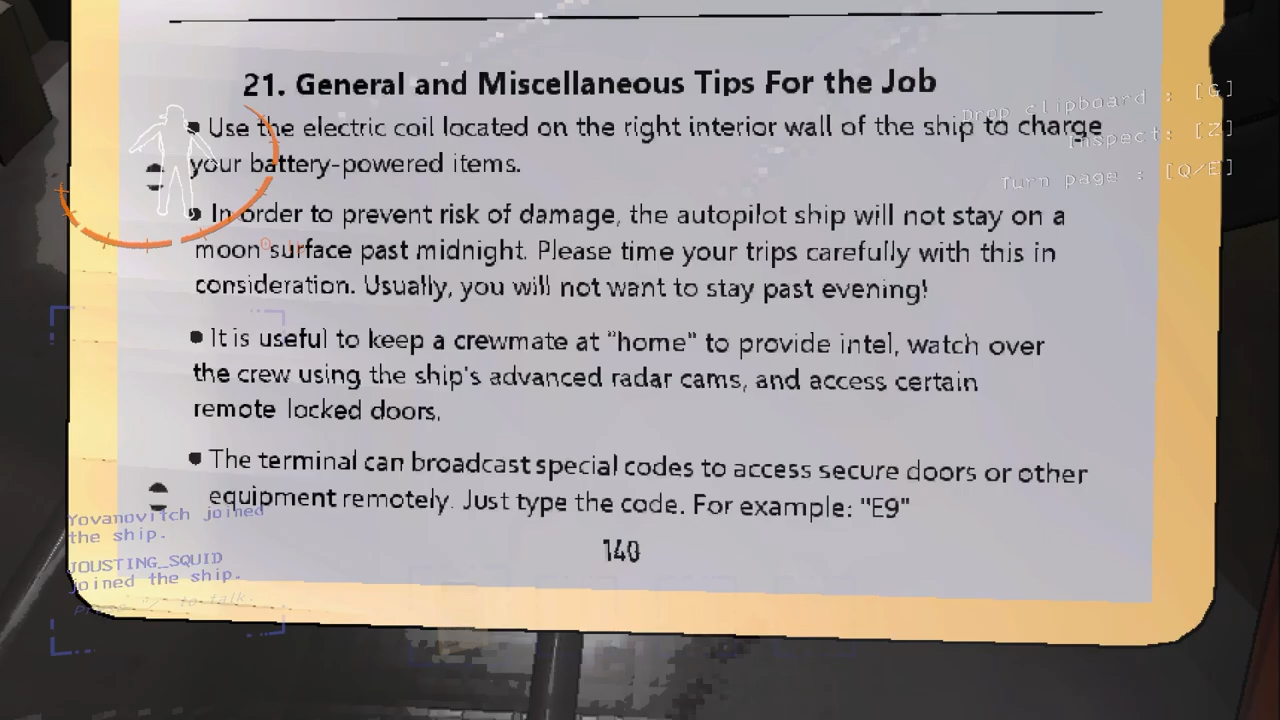 21. General and Miscellaneous Tips For the Job
• Use the electric coil located on the right interior wall of the ship to charge
your battery-powered items.
• In order to prevent risk of damage, the autopilot ship will not stay on a
moon surface past midnight. Please time your trips carefully with this in
consideration. Usually, you will not want to stay past evening!
• It is useful to keep a crewmate at "home" to provide intel, watch over
the crew using the ship's advanced radar cams, and access certain
remote locked doors.
• The terminal can broadcast special codes to access secure doors or other
equipment remotely. Just type the code. For example: "E9"
140
Drop clipboard : [G]
Inspect: [Z]
Turn page : [Q/E]
Yovanovitch joined
the ship.
JOUSTING_SQUID
joined the ship.
to talk.